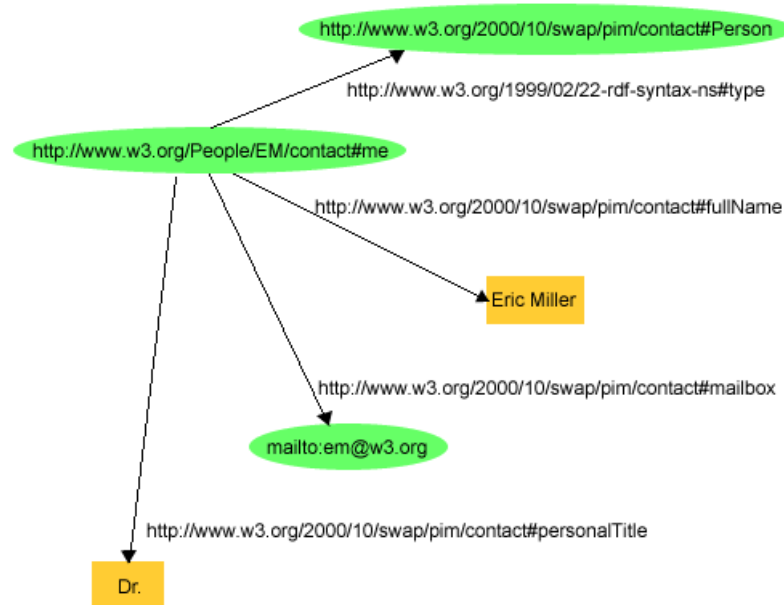 http://www.w3.org/2000/10/swap/pim/contact#Person
http://www.w3.org/1999/02/22-rdf-syntax-ns#type
http://www.w3.org/People/EM/contact#me
http://www.w3.org/2000/10/swap/pim/contact#fullName
Eric Miller
http://www.w3.org/2000/10/swap/pim/contact#mailbox
mailto:em@w3.org
http://www.w3.org/2000/10/swap/pim/contact#personalTitle
Dr.